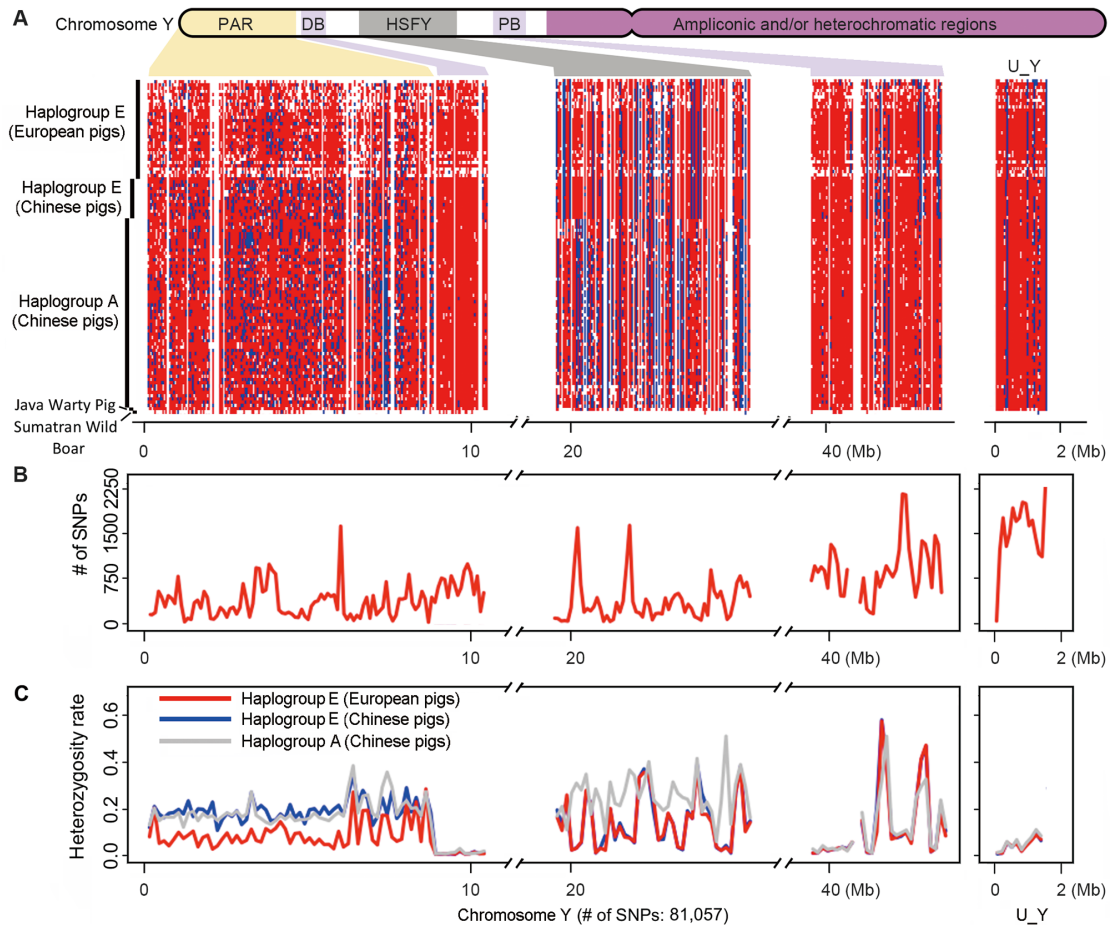 A
Chromosome Y
PAR
DB
HSFY
PB
Ampliconic and/or heterochromatic regions
U_Y
Haplogroup E
(European pigs)
Haplogroup E
(Chinese pigs)
Haplogroup A
(Chinese pigs)
Java Warty Pig
Sumatran Wild
Boar
0
10
20
40 (Mb)
0
2 (Mb)
B
# of SNPs
2250
1500
750
0
0
10
20
40 (Mb)
0
2 (Mb)
C
Heterozygosity rate
0.6
0.4
0.2
0.0
Haplogroup E (European pigs)
Haplogroup E (Chinese pigs)
Haplogroup A (Chinese pigs)
0
10
20
40 (Mb)
0
2 (Mb)
Chromosome Y (# of SNPs: 81,057)
U_Y